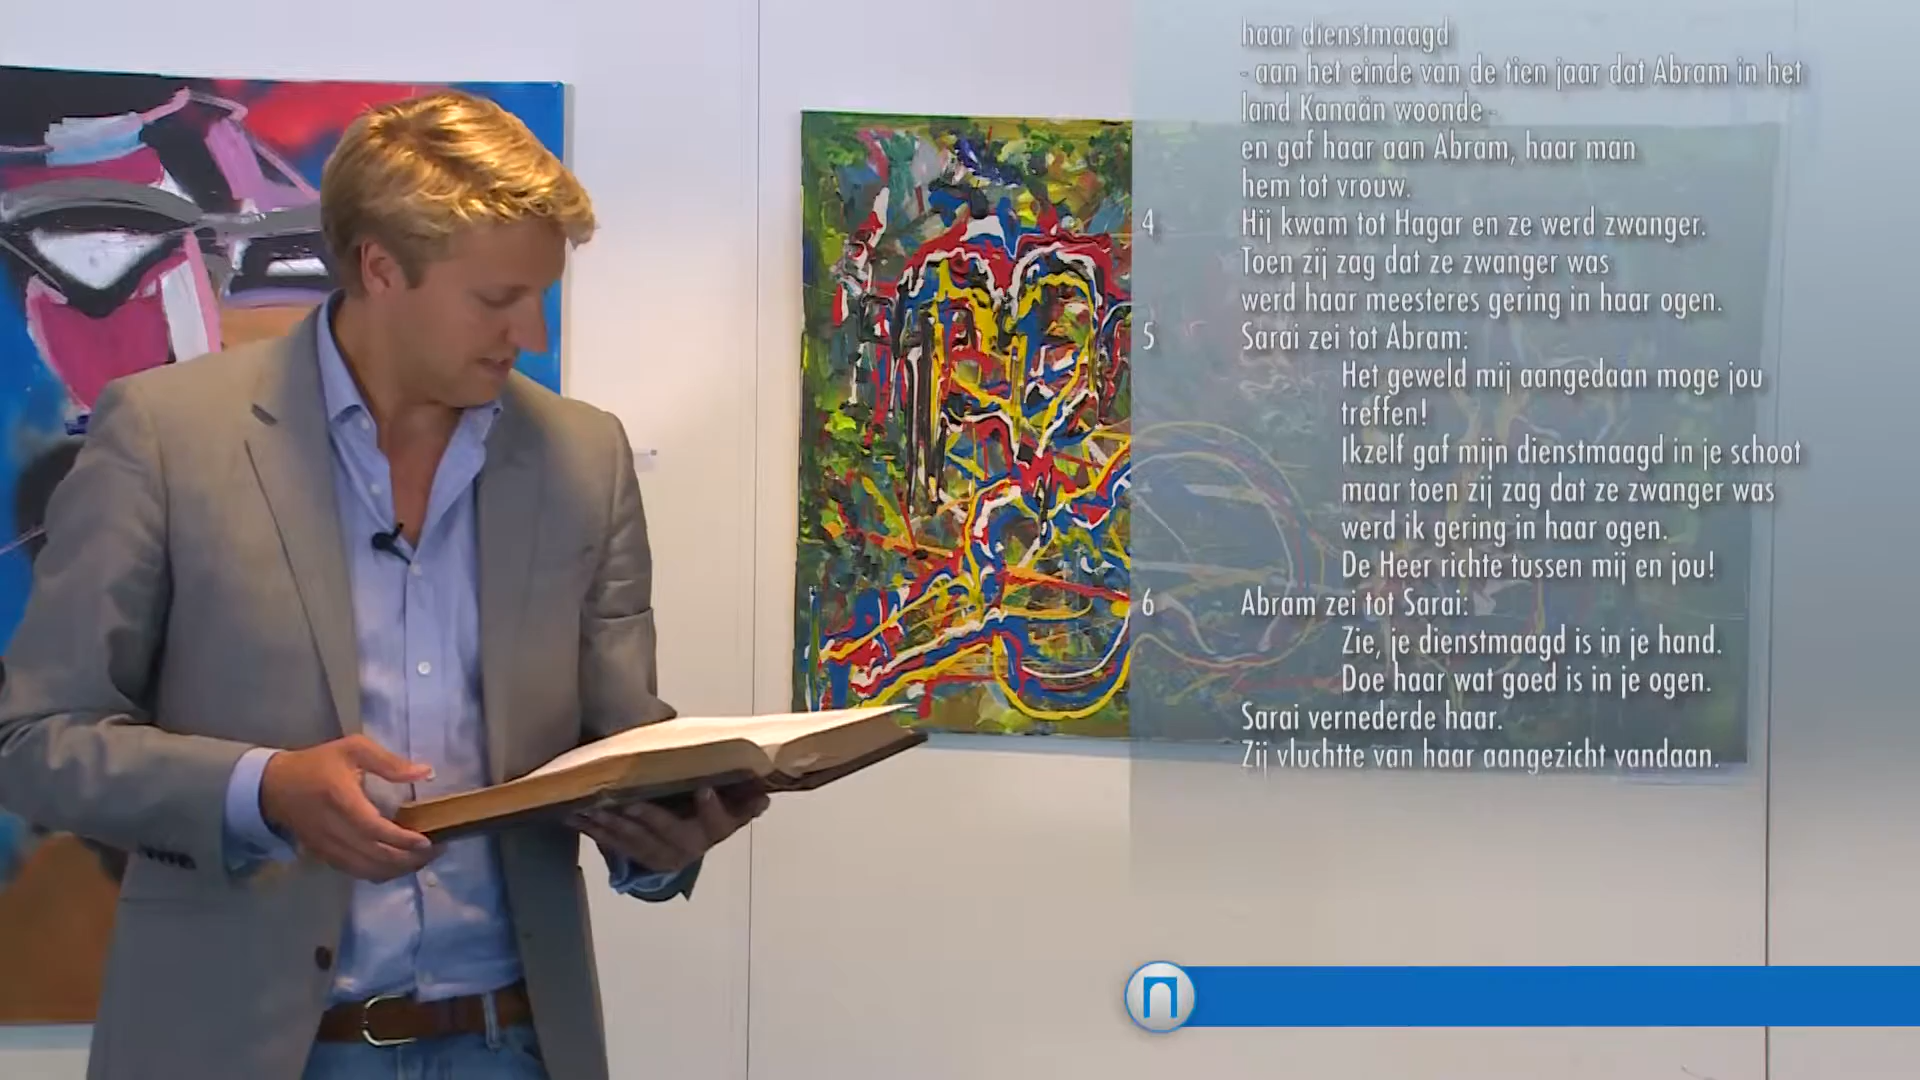 haar dienstmaagd
- aan het einde van de tien jaar dat Abram in het
land Kanaän woonde -
en gaf haar aan Abram, haar man
hem tot vrouw.
4 Hij kwam tot Hagar en ze werd zwanger.
Toen zij zag dat ze zwanger was
werd haar meesteres gering in haar ogen.
5 Sarai zei tot Abram:
Het geweld mij aangedaan moge jou
treffen!
Ikzelf gaf mijn dienstmaagd in je schoot
maar toen zij zag dat ze zwanger was
werd ik gering in haar ogen.
De Heer richte tussen mij en jou!
6 Abram zei tot Sarai:
Zie, je dienstmaagd is in je hand.
Doe haar wat goed is in je ogen.
Sarai vernederde haar.
Zij vluchtte van haar aangezicht vandaan.